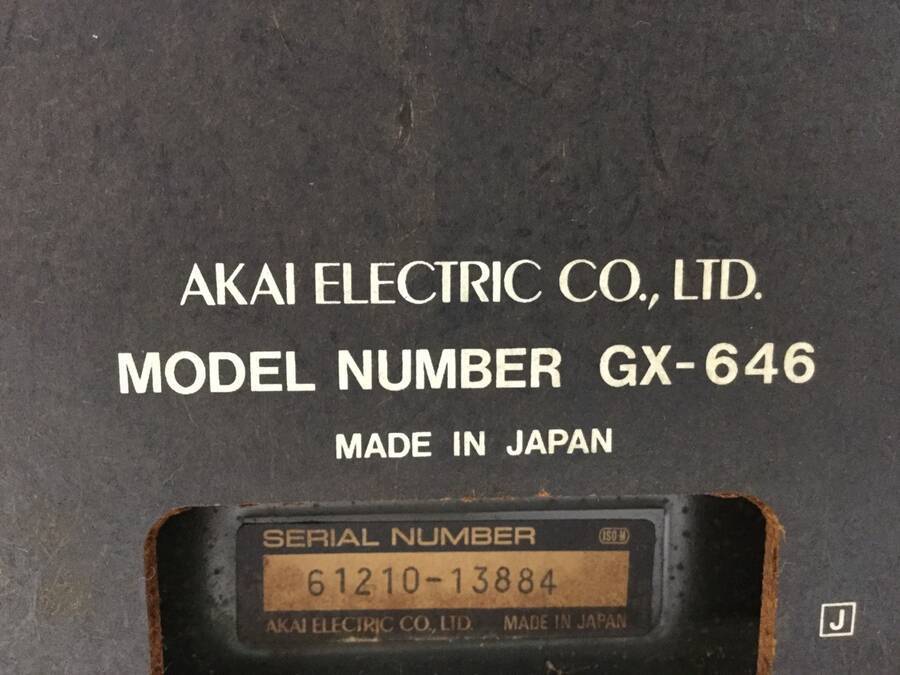 AKAI ELECTRIC CO., LTD.
MODEL NUMBER GX-646
MADE IN JAPAN
SERIAL NUMBER ISO-M
61210-13884
AKAI ELECTRIC CO., LTD. MADE IN JAPAN
J